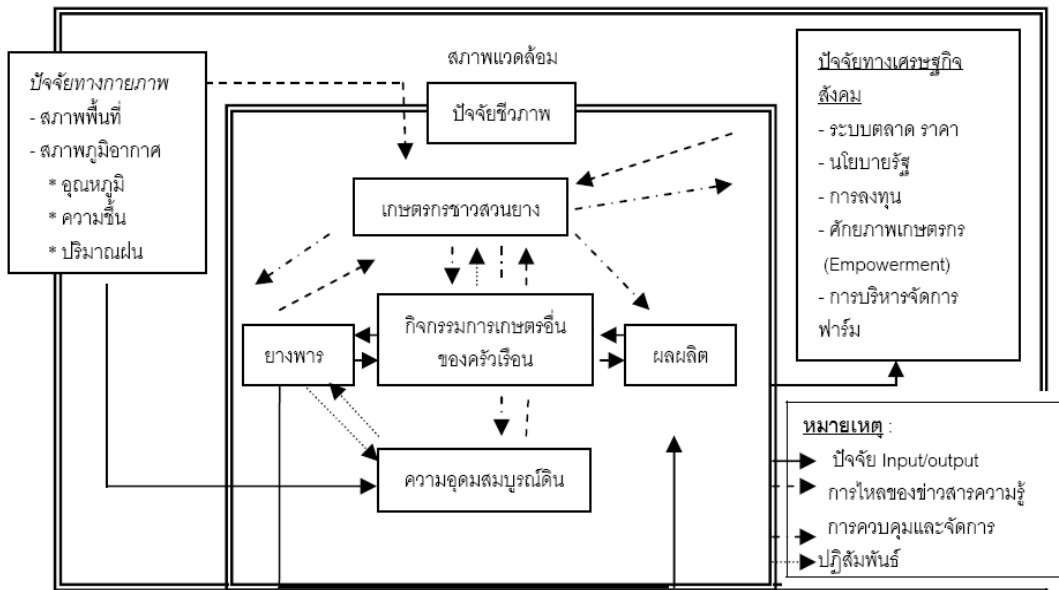 สภาพแวดล้อม
ปัจจัยทางกายภาพ
- สภาพพื้นที่
- สภาพภูมิอากาศ
* อุณหภูมิ
* ความชื้น
* ปริมาณฝน
ปัจจัยชีวภาพ
เกษตรกรชาวสวนยาง
กิจกรรมการเกษตรอื่น
ของครัวเรือน
ยางพารา
ผลผลิต
ความอุดมสมบูรณ์ดิน
ปัจจัยทางเศรษฐกิจ
สังคม
- ระบบตลาด ราคา
- นโยบายรัฐ
- การลงทุน
- ศักยภาพเกษตรกร
(Empowerment)
- การบริหารจัดการ
ฟาร์ม
หมายเหตุ :
ปัจจัย Input/output
การไหลของข่าวสารความรู้
การควบคุมและจัดการ
ปฏิสัมพันธ์